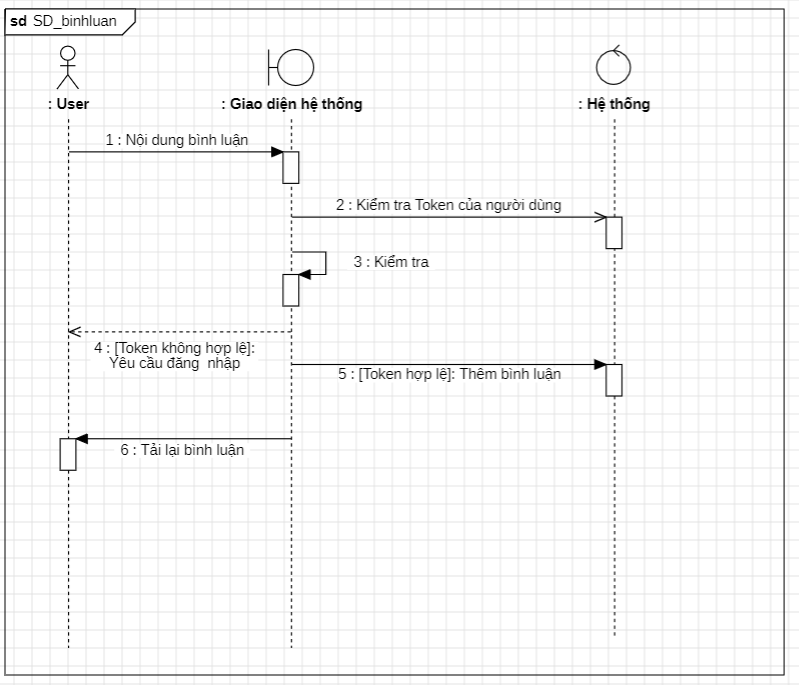 sd SD_binhluan
: User
: Giao diện hệ thống
: Hệ thống
1 : Nội dung bình luận
2 : Kiểm tra Token của người dùng
3 : Kiểm tra
4 : [Token không hợp lệ]:
Yêu cầu đăng nhập
5 : [Token hợp lệ]: Thêm bình luận
6 : Tải lại bình luận